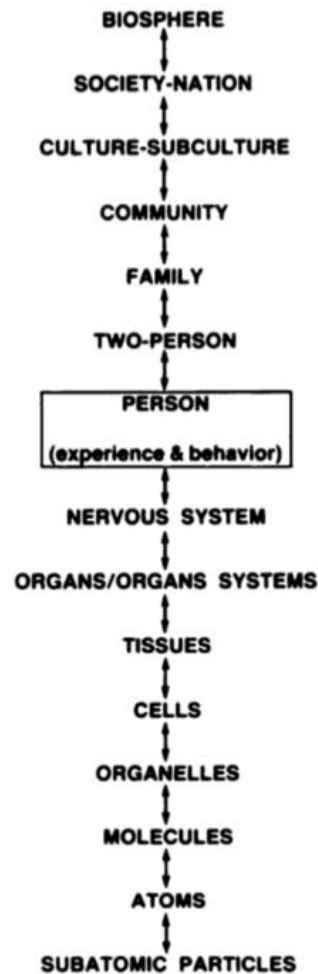 BIOSPHERE
SOCIETY-NATION
CULTURE-SUBCULTURE
COMMUNITY
FAMILY
TWO-PERSON
PERSON
(experience & behavior)
NERVOUS SYSTEM
ORGANS/ORGANS SYSTEMS
TISSUES
CELLS
ORGANELLES
MOLECULES
ATOMS
SUBATOMIC PARTICLES